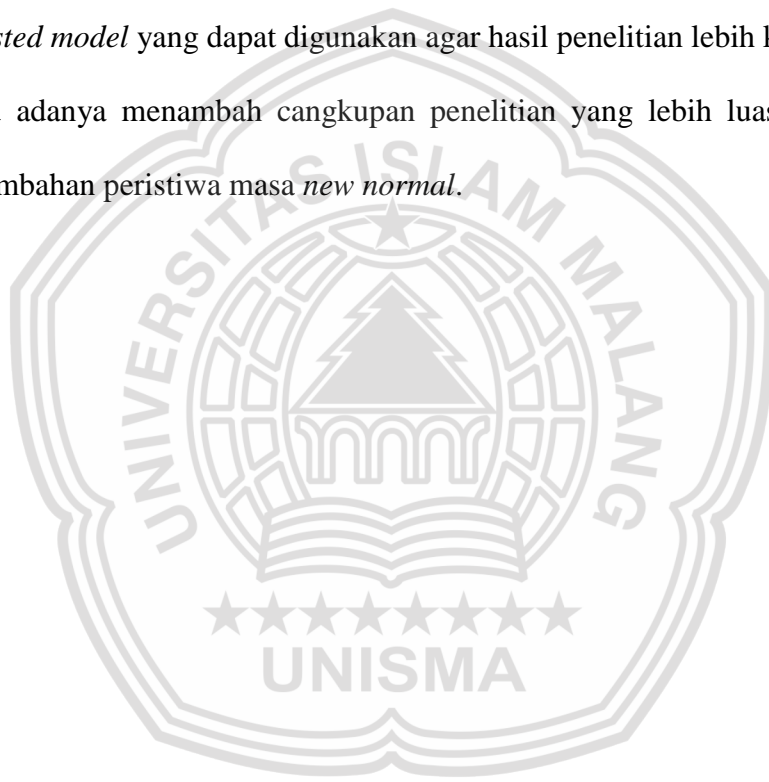 sted model yang dapat digunakan agar hasil penelitian lebih
adanya menambah cangkupan penelitian yang lebih luas
mbahan peristiwa masa new normal.
UNIVERSITAS ISLAM MALANG
UNISMA